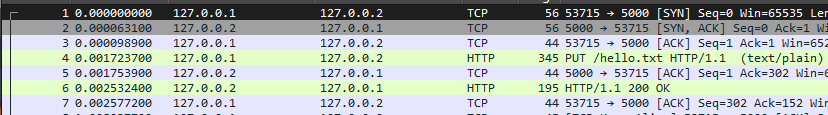 1 0.000000000 127.0.0.1 127.0.0.2 TCP 56 53715 → 5000 [SYN] Seq=0 Win=65535 Len
2 0.000063100 127.0.0.2 127.0.0.1 TCP 56 5000 → 53715 [SYN, ACK] Seq=0 Ack=1 Wi
3 0.000098900 127.0.0.1 127.0.0.2 TCP 44 53715 → 5000 [ACK] Seq=1 Ack=1 Win=652
4 0.001723700 127.0.0.1 127.0.0.2 HTTP 345 PUT /hello.txt HTTP/1.1 (text/plain)
5 0.001753900 127.0.0.2 127.0.0.1 TCP 44 5000 → 53715 [ACK] Seq=1 Ack=302 Win=6
6 0.002532400 127.0.0.2 127.0.0.1 HTTP 195 HTTP/1.1 200 OK
7 0.002577200 127.0.0.1 127.0.0.2 TCP 44 53715 → 5000 [ACK] Seq=302 Ack=152 Win